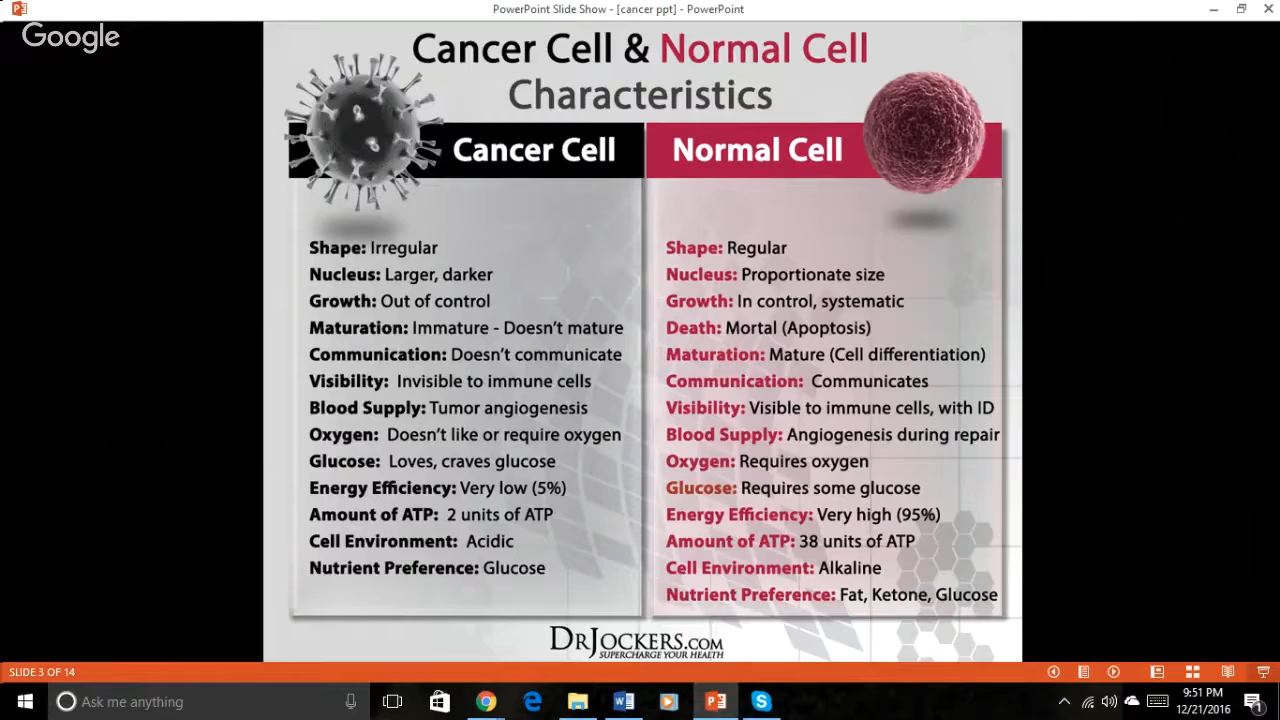 PowerPoint Slide Show - [cancer ppt] - PowerPoint
Google
Cancer Cell & Normal Cell
Characteristics
Cancer Cell
Shape: Irregular
Nucleus: Larger, darker
Growth: Out of control
Maturation: Immature - Doesn't mature
Communication: Doesn't communicate
Visibility: Invisible to immune cells
Blood Supply: Tumor angiogenesis
Oxygen: Doesn't like or require oxygen
Glucose: Loves, craves glucose
Energy Efficiency: Very low (5%)
Amount of ATP: 2 units of ATP
Cell Environment: Acidic
Nutrient Preference: Glucose
Normal Cell
Shape: Regular
Nucleus: Proportionate size
Growth: In control, systematic
Death: Mortal (Apoptosis)
Maturation: Mature (Cell differentiation)
Communication: Communicates
Visibility: Visible to immune cells, with ID
Blood Supply: Angiogenesis during repair
Oxygen: Requires oxygen
Glucose: Requires some glucose
Energy Efficiency: Very high (95%)
Amount of ATP: 38 units of ATP
Cell Environment: Alkaline
Nutrient Preference: Fat, Ketone, Glucose
DrJockers.com
SUPERCHARGE YOUR HEALTH
SLIDE 3 OF 14
Ask me anything
9:51 PM
12/21/2016
1